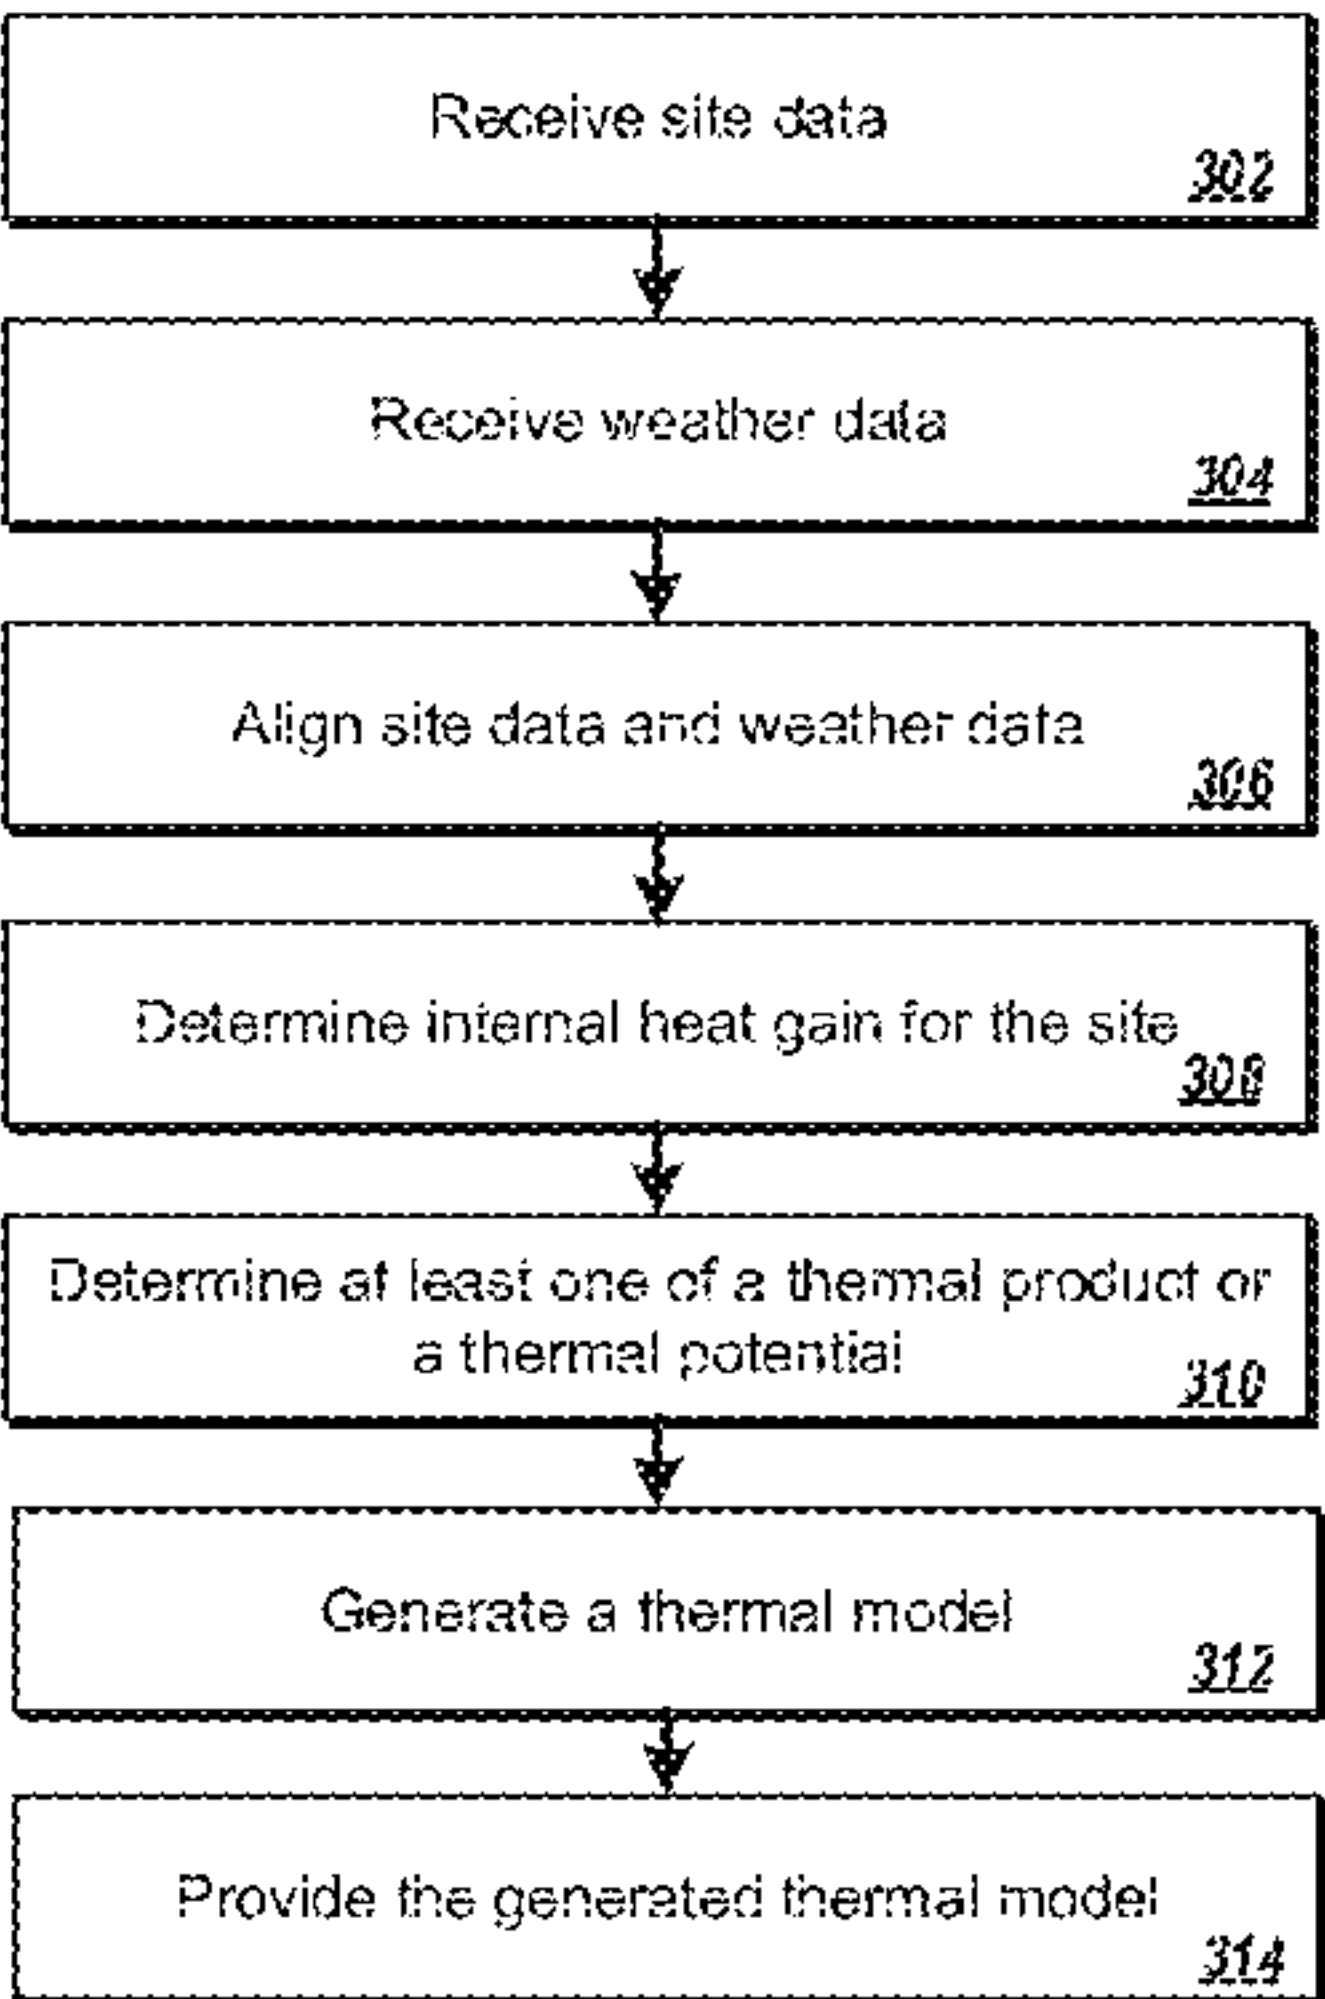 Receive site data
302
Receive weather data
304
Align site data and weather data
306
Determine internal heat gain for the site
308
Determine at least one of a thermal product or
a thermal potential
310
Generate a thermal model
312
Provide the generated thermal model
314